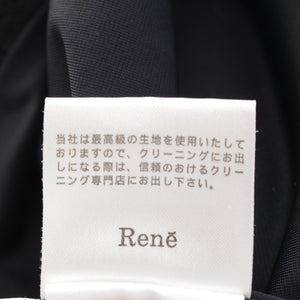 当社は最高級の生地を使用いたして
おりますので、クリーニングにお出
しになる際は、信頼のおけるクリー
ニング専門店にお出し下さい。
René